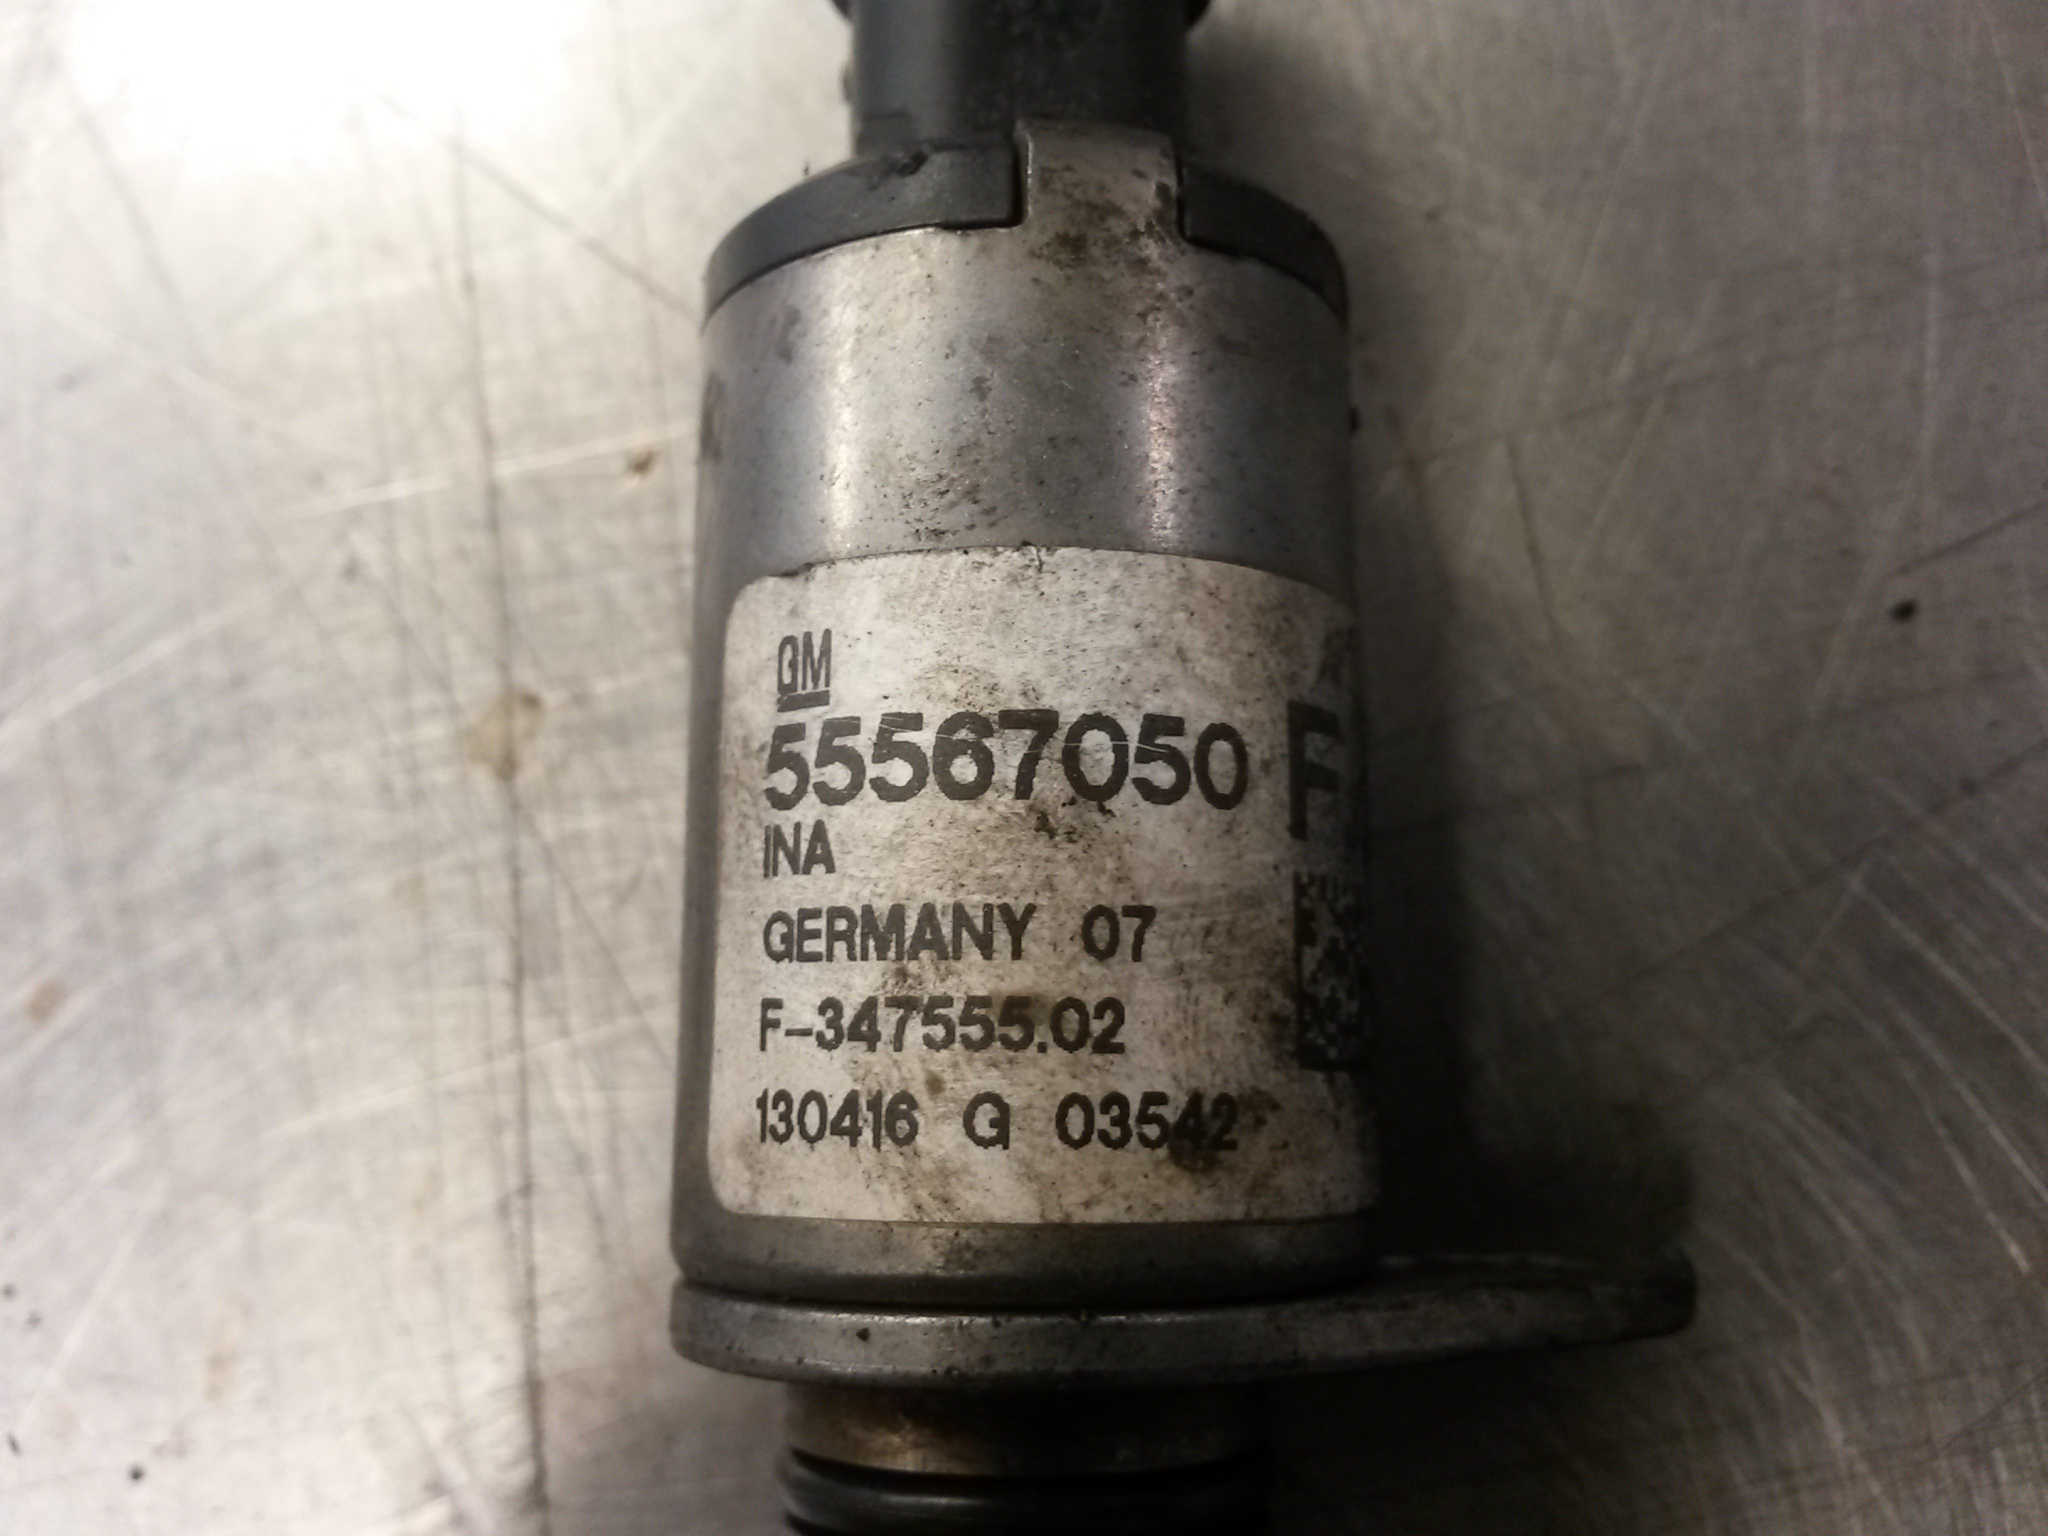 GM
55567050 F
INA
GERMANY 07
F-347555.02
130416 G 03542